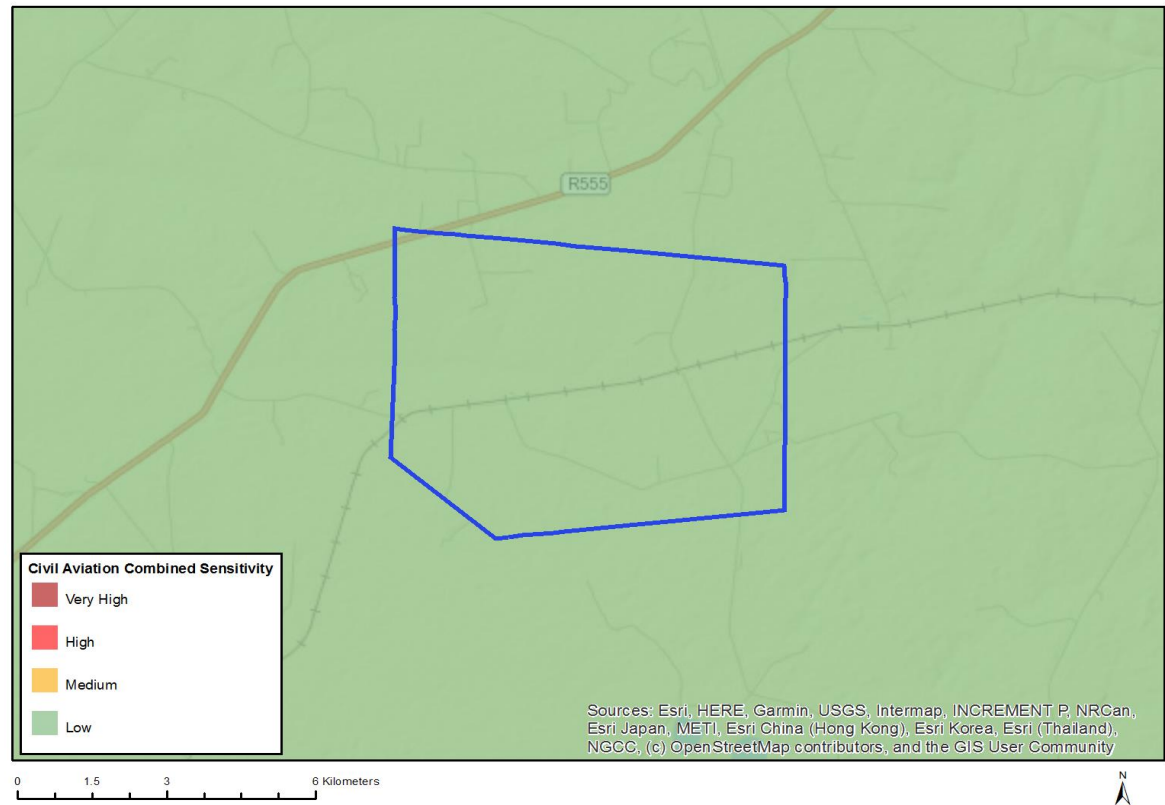 R555
Civil Aviation Combined Sensitivity
Very High
High
Medium
Low
Sources: Esri, HERE, Garmin, USGS, Intermap, INCREMENT P, NRCan,
Esri Japan, METI, Esri China (Hong Kong), Esri Korea, Esri (Thailand),
NGCC, (c) OpenStreetMap contributors, and the GIS User Community
0 1.5 3 6 Kilometers
N